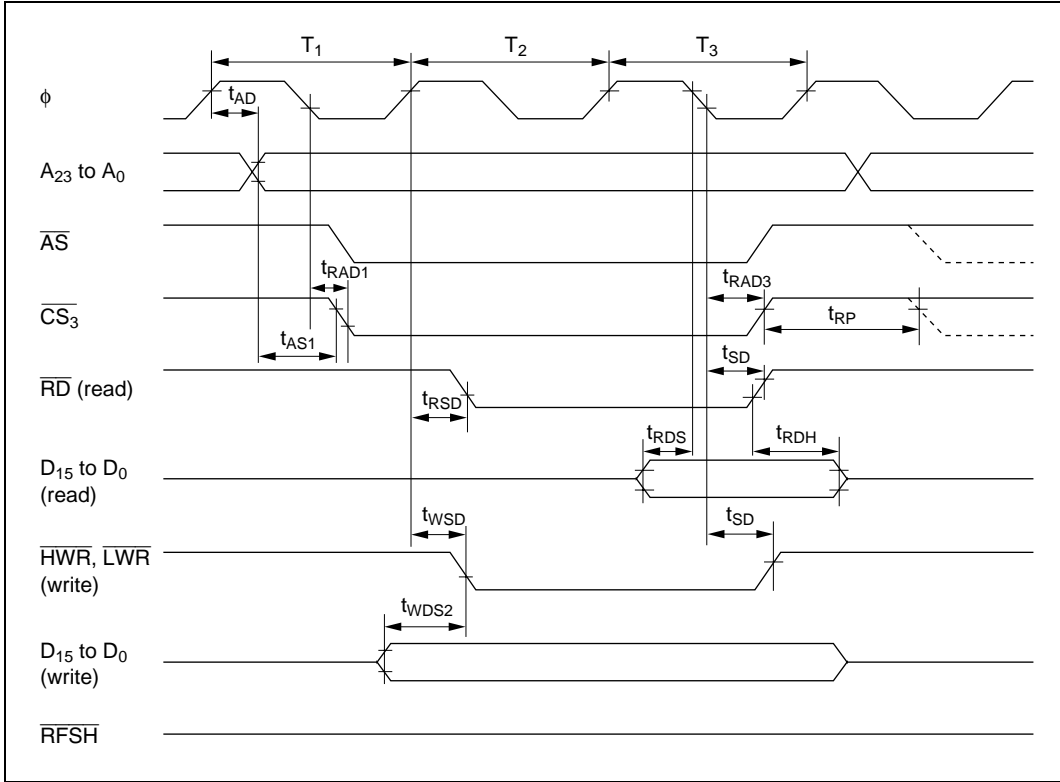 T1 T2 T3
φ
tAD
A23 to A0
AS
tRAD1 tRAD3
CS3
tRP
tAS1
tSD
RD (read)
tRSD
tRDS tRDH
D15 to D0
(read)
tWSD tSD
HWR, LWR
(write)
tWDS2
D15 to D0
(write)
RFSH